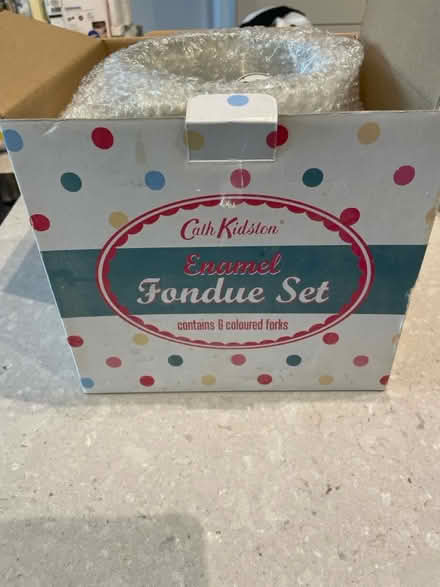 Cath Kidston®
Enamel
Fondue Set
contains 6 coloured forks